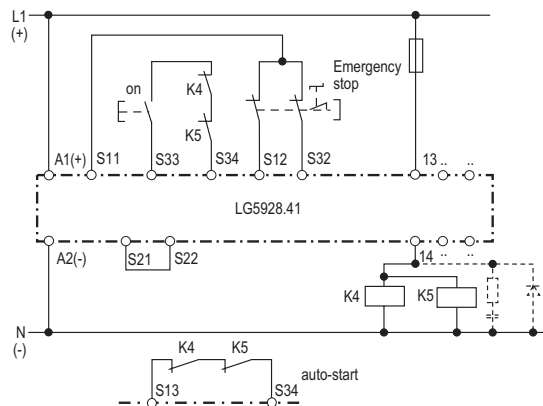 L1
(+)
Emergency
stop
on
K4
K5
A1(+) S11 S33 S34 S12 S32 13 .. ..
LG5928.41
A2(-) S21 S22 14 .. ..
K4 K5
N
(-)
K4 K5
auto-start
S13 S34